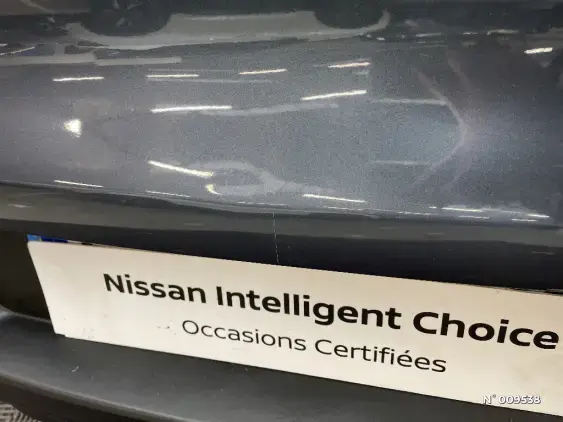 Nissan Intelligent Choice
Occasions Certifiées
N° 009538